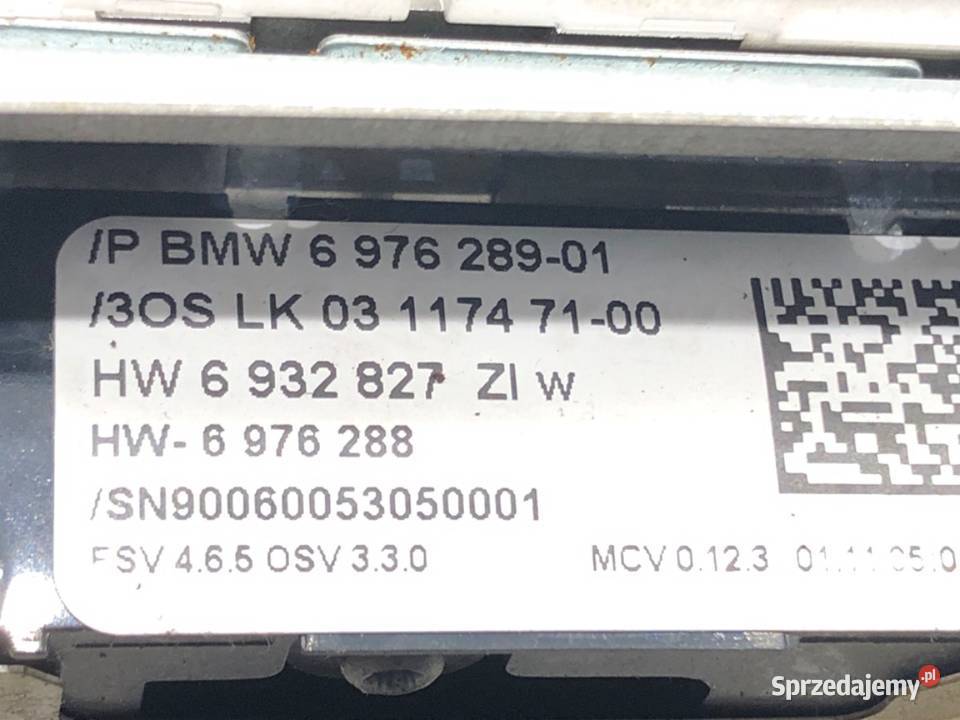 /P BMW 6 976 289-01
/3OS LK 03 1174 71-00
HW 6 932 827 ZI w
HW- 6 976 288
/SN90060053050001
FSV 4.6.5 OSV 3.3.0 MCV 0.12.3
Sprzedajemy.pl